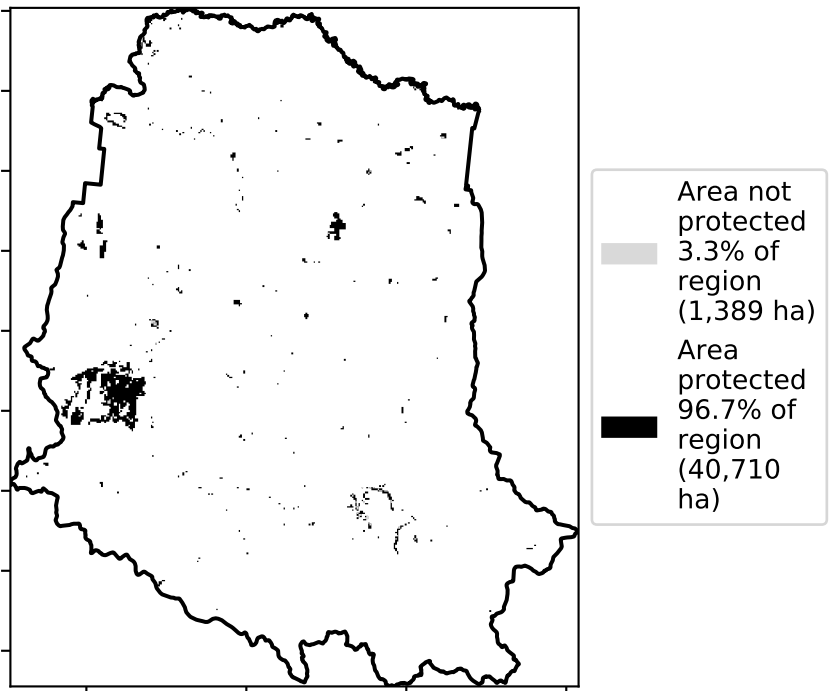 Area not
protected
3.3% of
region
(1,389 ha)
Area
protected
96.7% of
region
(40,710
ha)